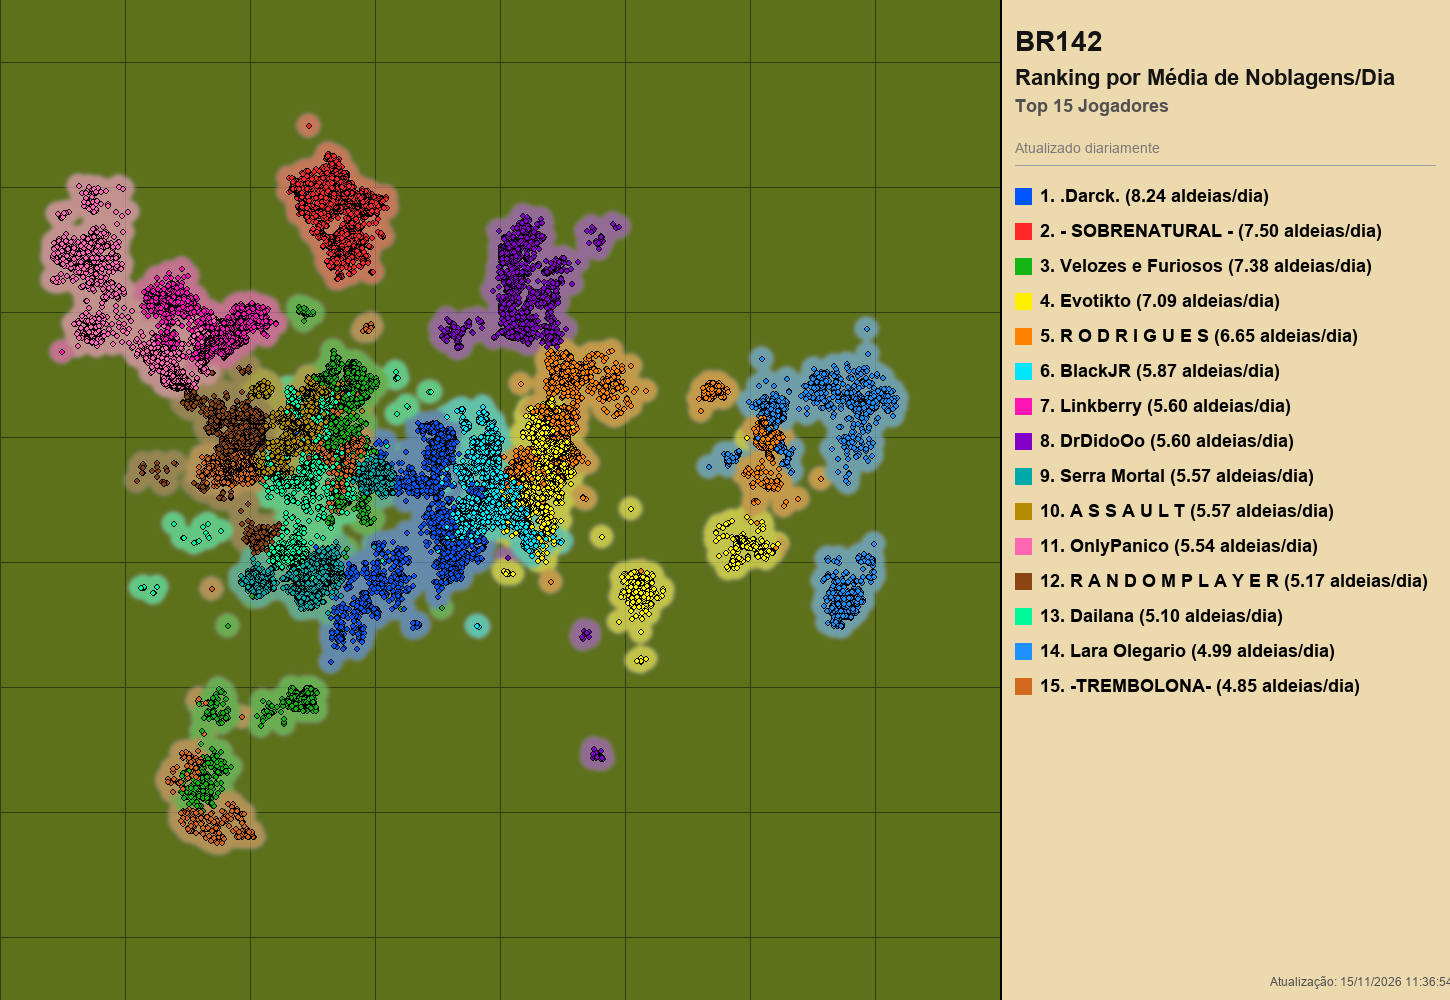 BR142
Ranking por Média de Noblagens/Dia
Top 15 Jogadores
Atualizado diariamente
1. .Darck. (8.24 aldeias/dia)
2. - SOBRENATURAL - (7.50 aldeias/dia)
3. Velozes e Furiosos (7.38 aldeias/dia)
4. Evotikto (7.09 aldeias/dia)
5. R O D R I G U E S (6.65 aldeias/dia)
6. BlackJR (5.87 aldeias/dia)
7. Linkberry (5.60 aldeias/dia)
8. DrDidoOo (5.60 aldeias/dia)
9. Serra Mortal (5.57 aldeias/dia)
10. A S S A U L T (5.57 aldeias/dia)
11. OnlyPanico (5.54 aldeias/dia)
12. R A N D O M P L A Y E R (5.17 aldeias/dia)
13. Dailana (5.10 aldeias/dia)
14. Lara Olegario (4.99 aldeias/dia)
15. -TREMBOLONA- (4.85 aldeias/dia)
Atualização: 15/11/2026 11:36:54